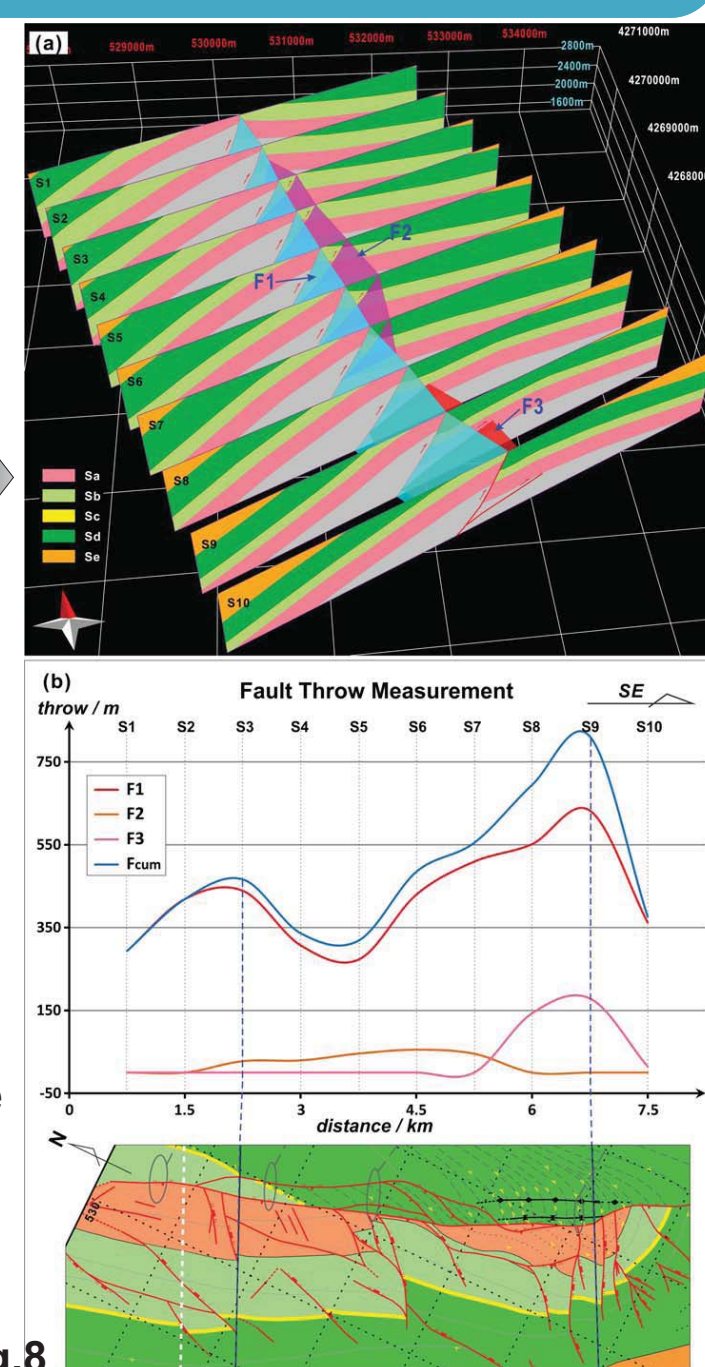 (a)
529000m 530000m 531000m 532000m 533000m 534000m
4271000m
4270000m
4269000m
2800m
2400m
2000m
1600m
S1
S2
S3
S4
S5
S6
S7
S8
S9
S10
F1
F2
F3
Sa
Sb
Sc
Sd
Se
(b)
Fault Throw Measurement
SE
throw / m
S1 S2 S3 S4 S5 S6 S7 S8 S9 S10
750
550
350
150
-50
F1
F2
F3
Fcum
0 1.5 3 4.5 6 7.5
distance / km
N
530